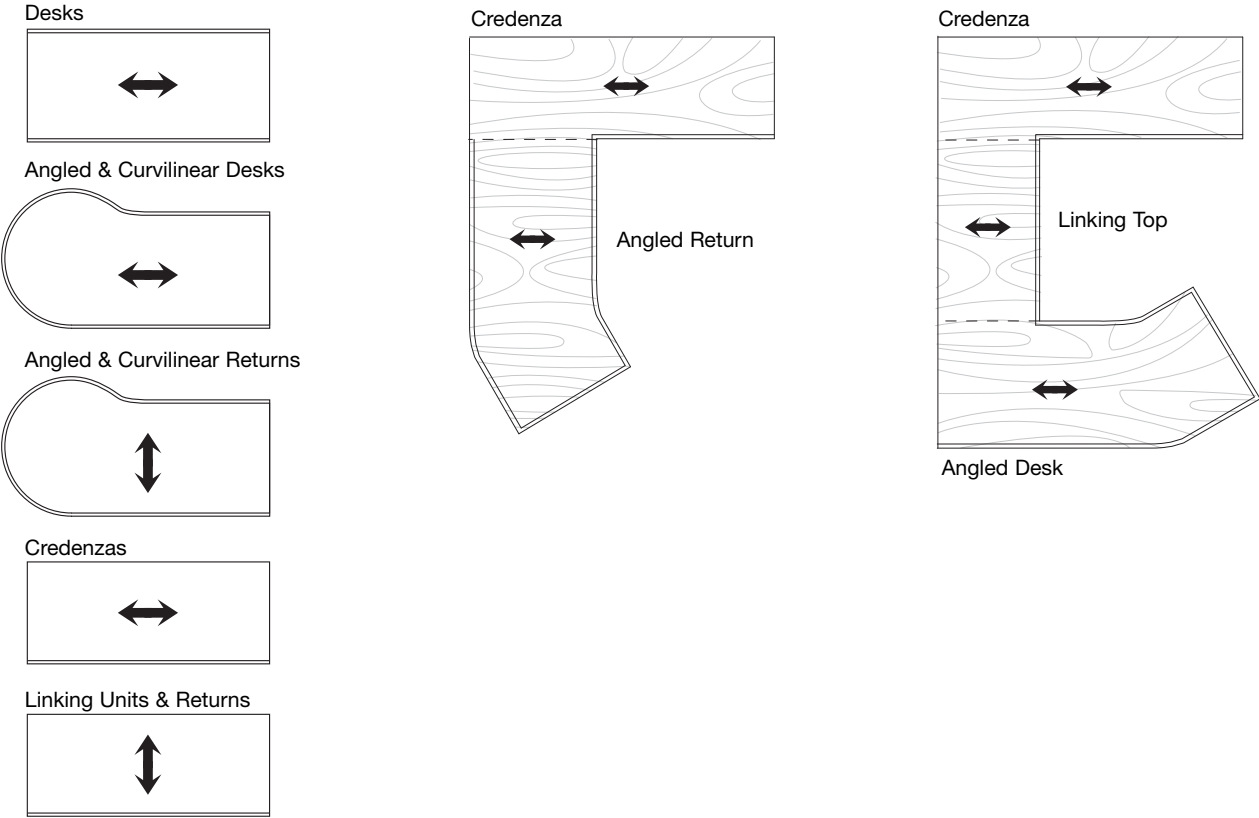 Desks
Angled & Curvilinear Desks
Angled & Curvilinear Returns
Credenzas
Linking Units & Returns
Credenza
Angled Return
Credenza
Linking Top
Angled Desk